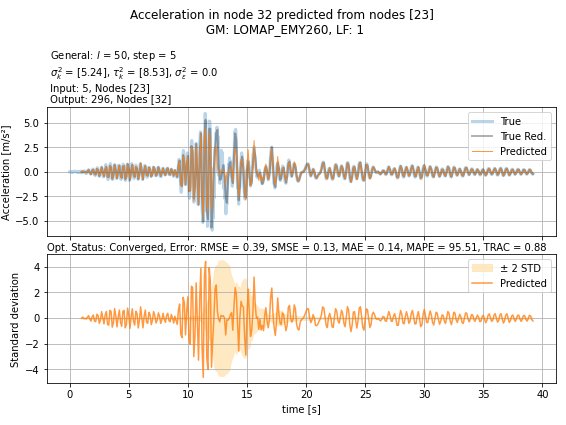 Acceleration in node 32 predicted from nodes [23]
GM: LOMAP_EMY260, LF: 1
General: l = 50, step = 5
σ²ₖ = [5.24], τ²ₖ = [8.53], σ²ε = 0.0
Input: 5, Nodes [23]
Output: 296, Nodes [32]
Acceleration [m/s²]
5.0
2.5
0.0
−2.5
−5.0
True
True Red.
Predicted
Opt. Status: Converged, Error: RMSE = 0.39, SMSE = 0.13, MAE = 0.14, MAPE = 95.51, TRAC = 0.88
Standard deviation
4
2
0
−2
−4
± 2 STD
Predicted
0 5 10 15 20 25 30 35 40
time [s]